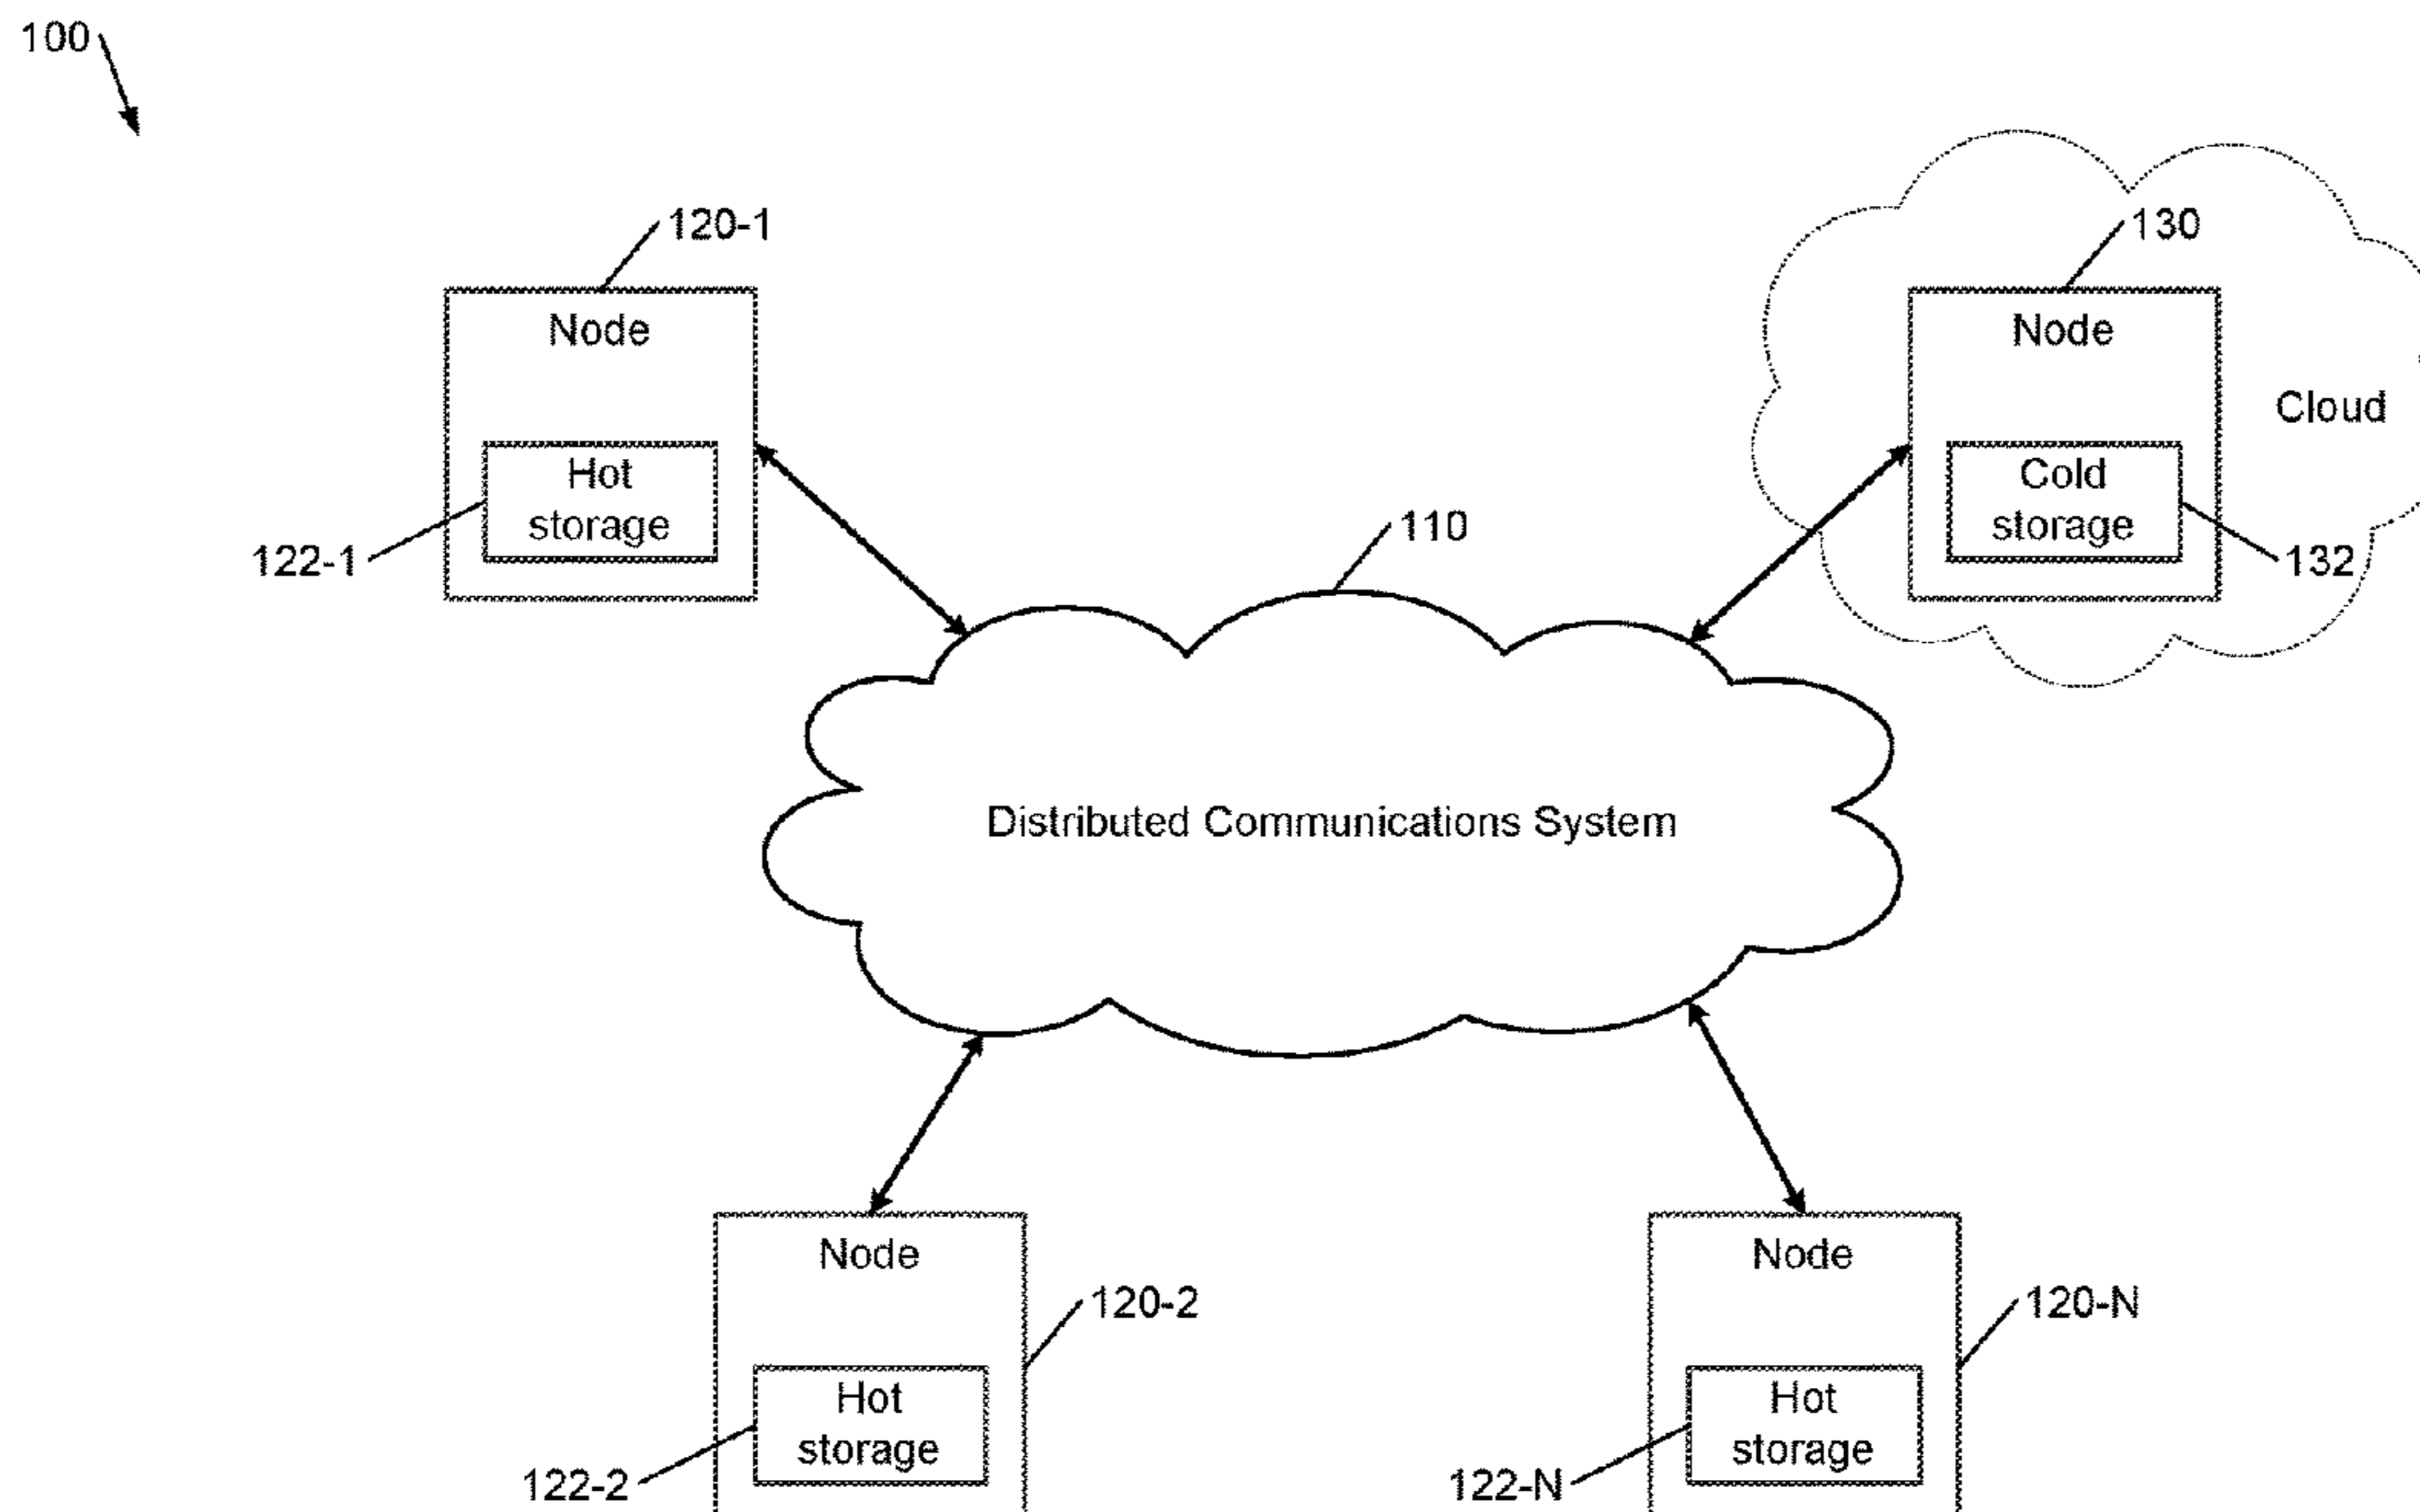 100
120-1
130
Node
Node
Cloud
Hot
storage
Cold
storage
122-1
110
132
Distributed Communications System
Node
Node
120-2
120-N
Hot
storage
Hot
storage
122-2
122-N